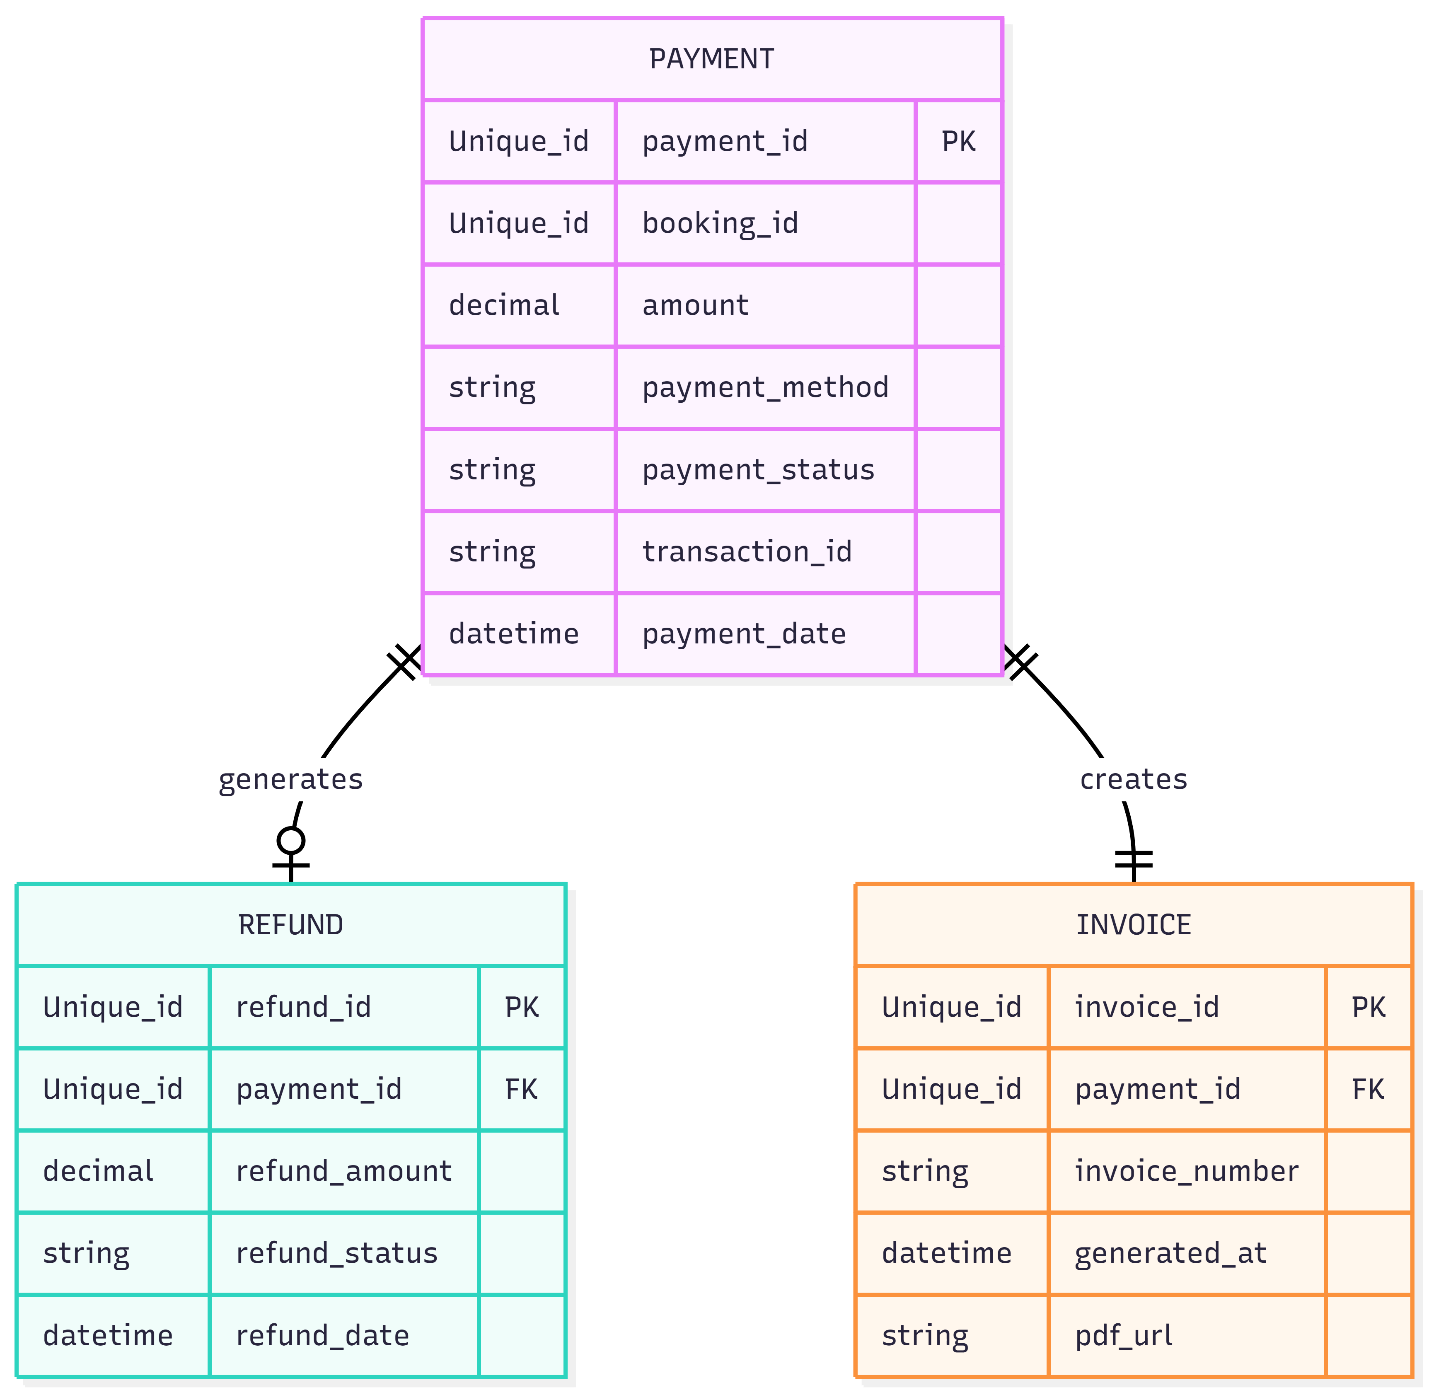 PAYMENT
Unique_id payment_id PK
Unique_id booking_id
decimal amount
string payment_method
string payment_status
string transaction_id
datetime payment_date
generates
creates
REFUND
Unique_id refund_id PK
Unique_id payment_id FK
decimal refund_amount
string refund_status
datetime refund_date
INVOICE
Unique_id invoice_id PK
Unique_id payment_id FK
string invoice_number
datetime generated_at
string pdf_url